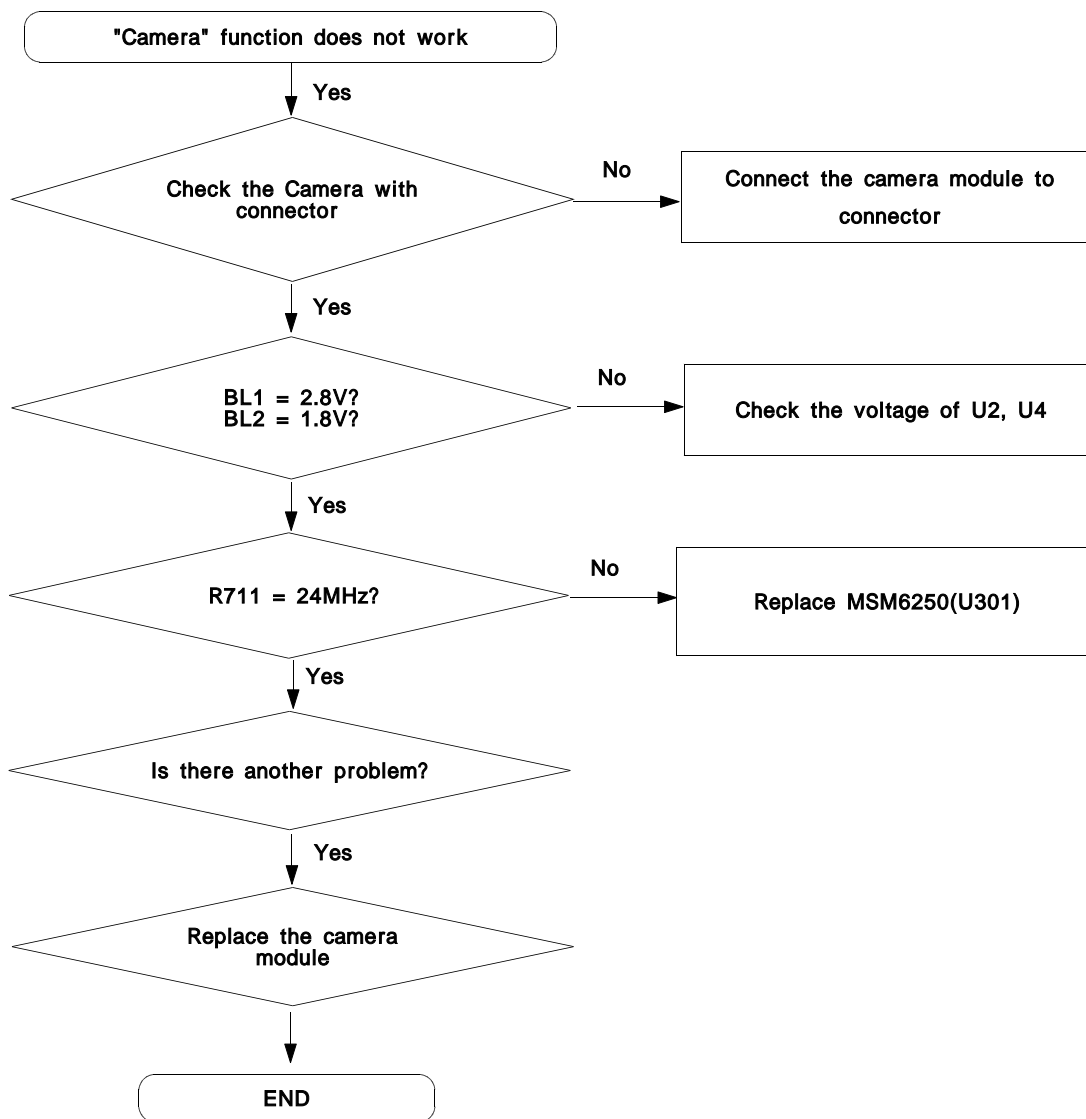 "Camera" function does not work
Yes
Check the Camera with
connector
No
Connect the camera module to
connector
Yes
BL1 = 2.8V?
BL2 = 1.8V?
No
Check the voltage of U2, U4
Yes
R711 = 24MHz?
No
Replace MSM6250(U301)
Yes
Is there another problem?
Yes
Replace the camera
module
END